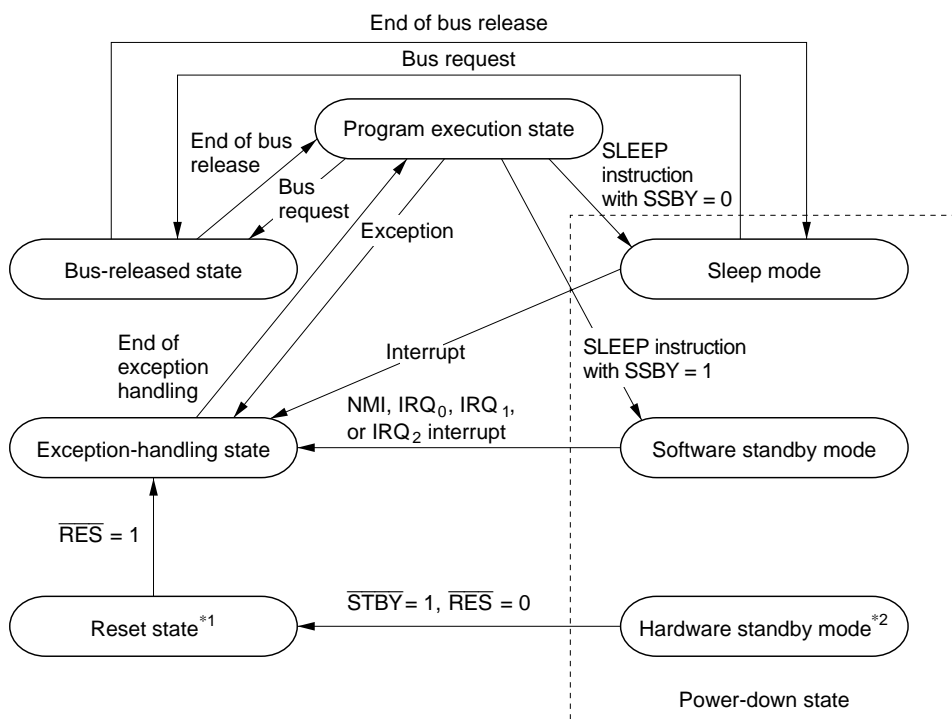 End of bus release
Bus request
Program execution state
End of bus
release
Bus
request
SLEEP
instruction
with SSBY = 0
Exception
Bus-released state
Sleep mode
End of
exception
handling
Interrupt
SLEEP instruction
with SSBY = 1
NMI, IRQ₀, IRQ₁,
or IRQ₂ interrupt
Exception-handling state
Software standby mode
R̅E̅S̅ = 1
S̅T̅B̅Y̅ = 1, R̅E̅S̅ = 0
Reset state*1
Hardware standby mode*2
Power-down state